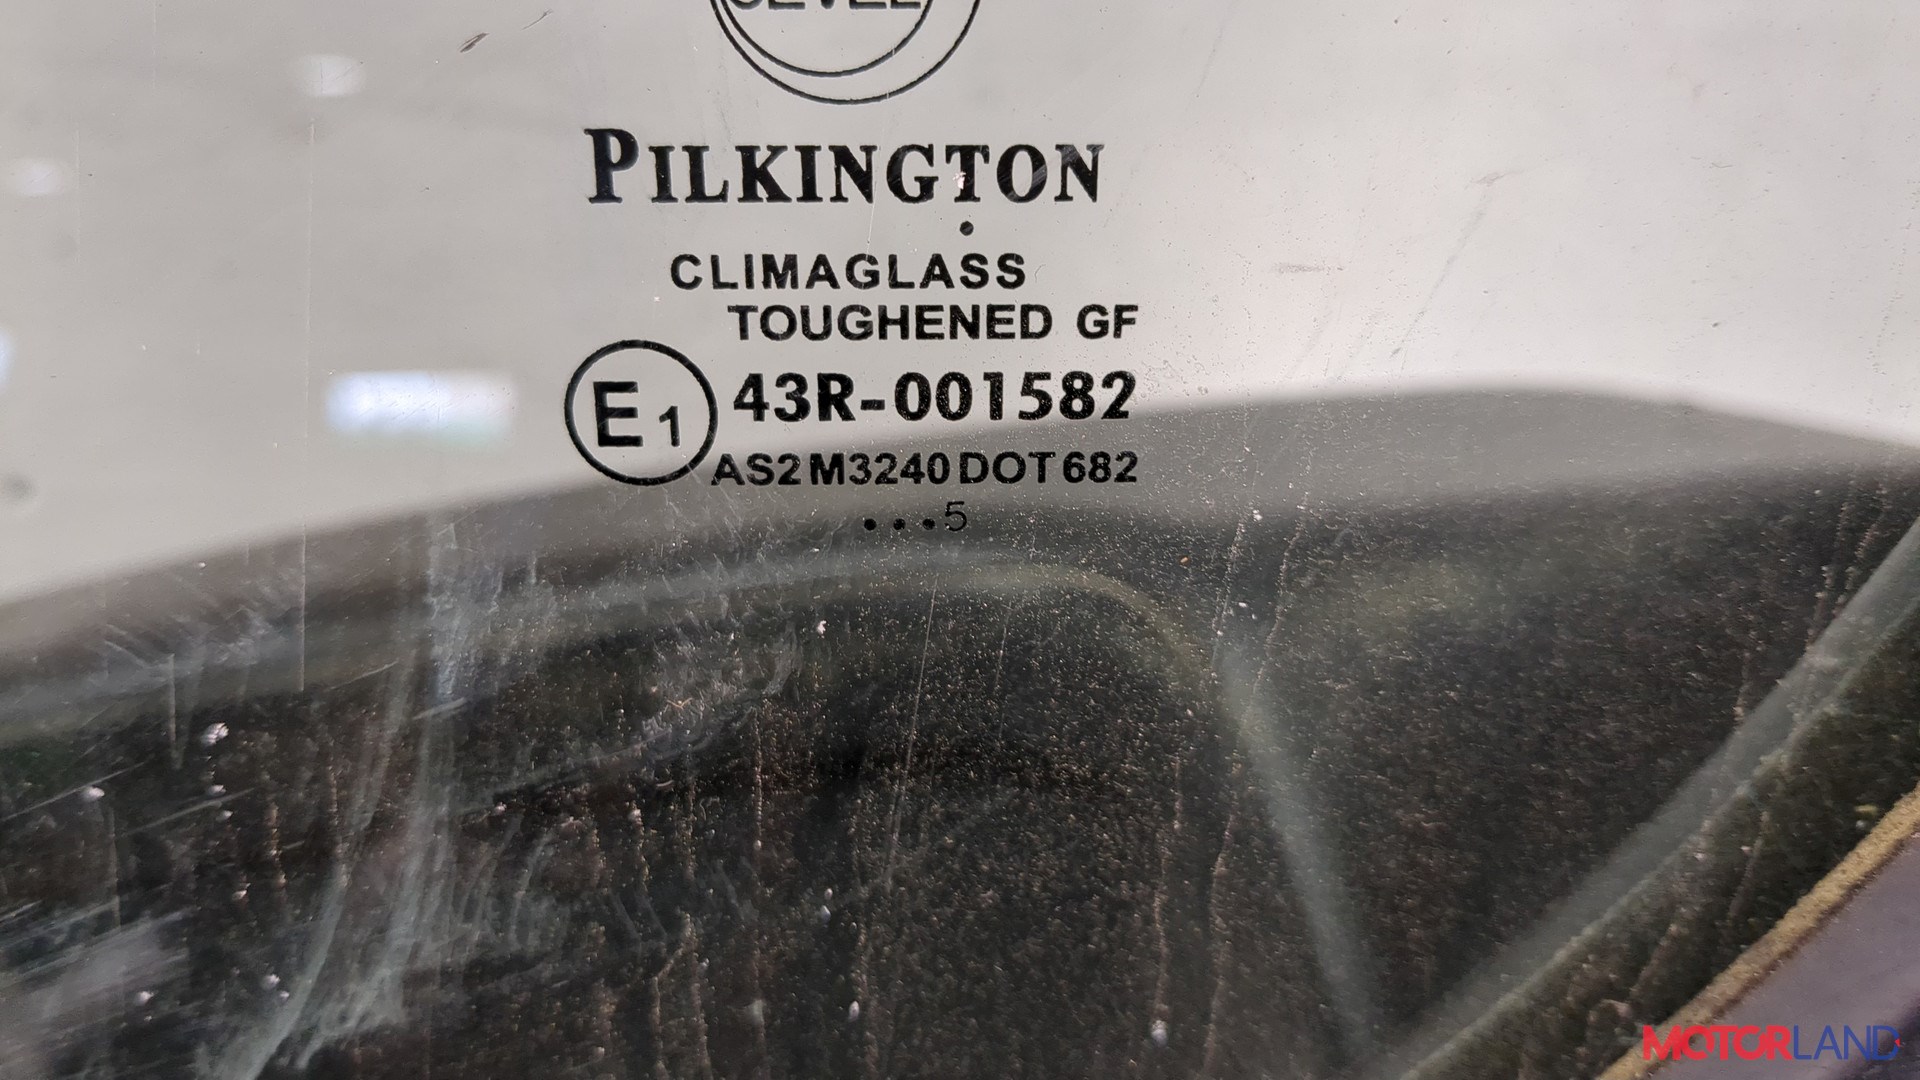 PILKINGTON
CLIMAGLASS
TOUGHENED GF
E1 43R-001582
AS2 M3240 DOT 682
...5
MOTORLAND